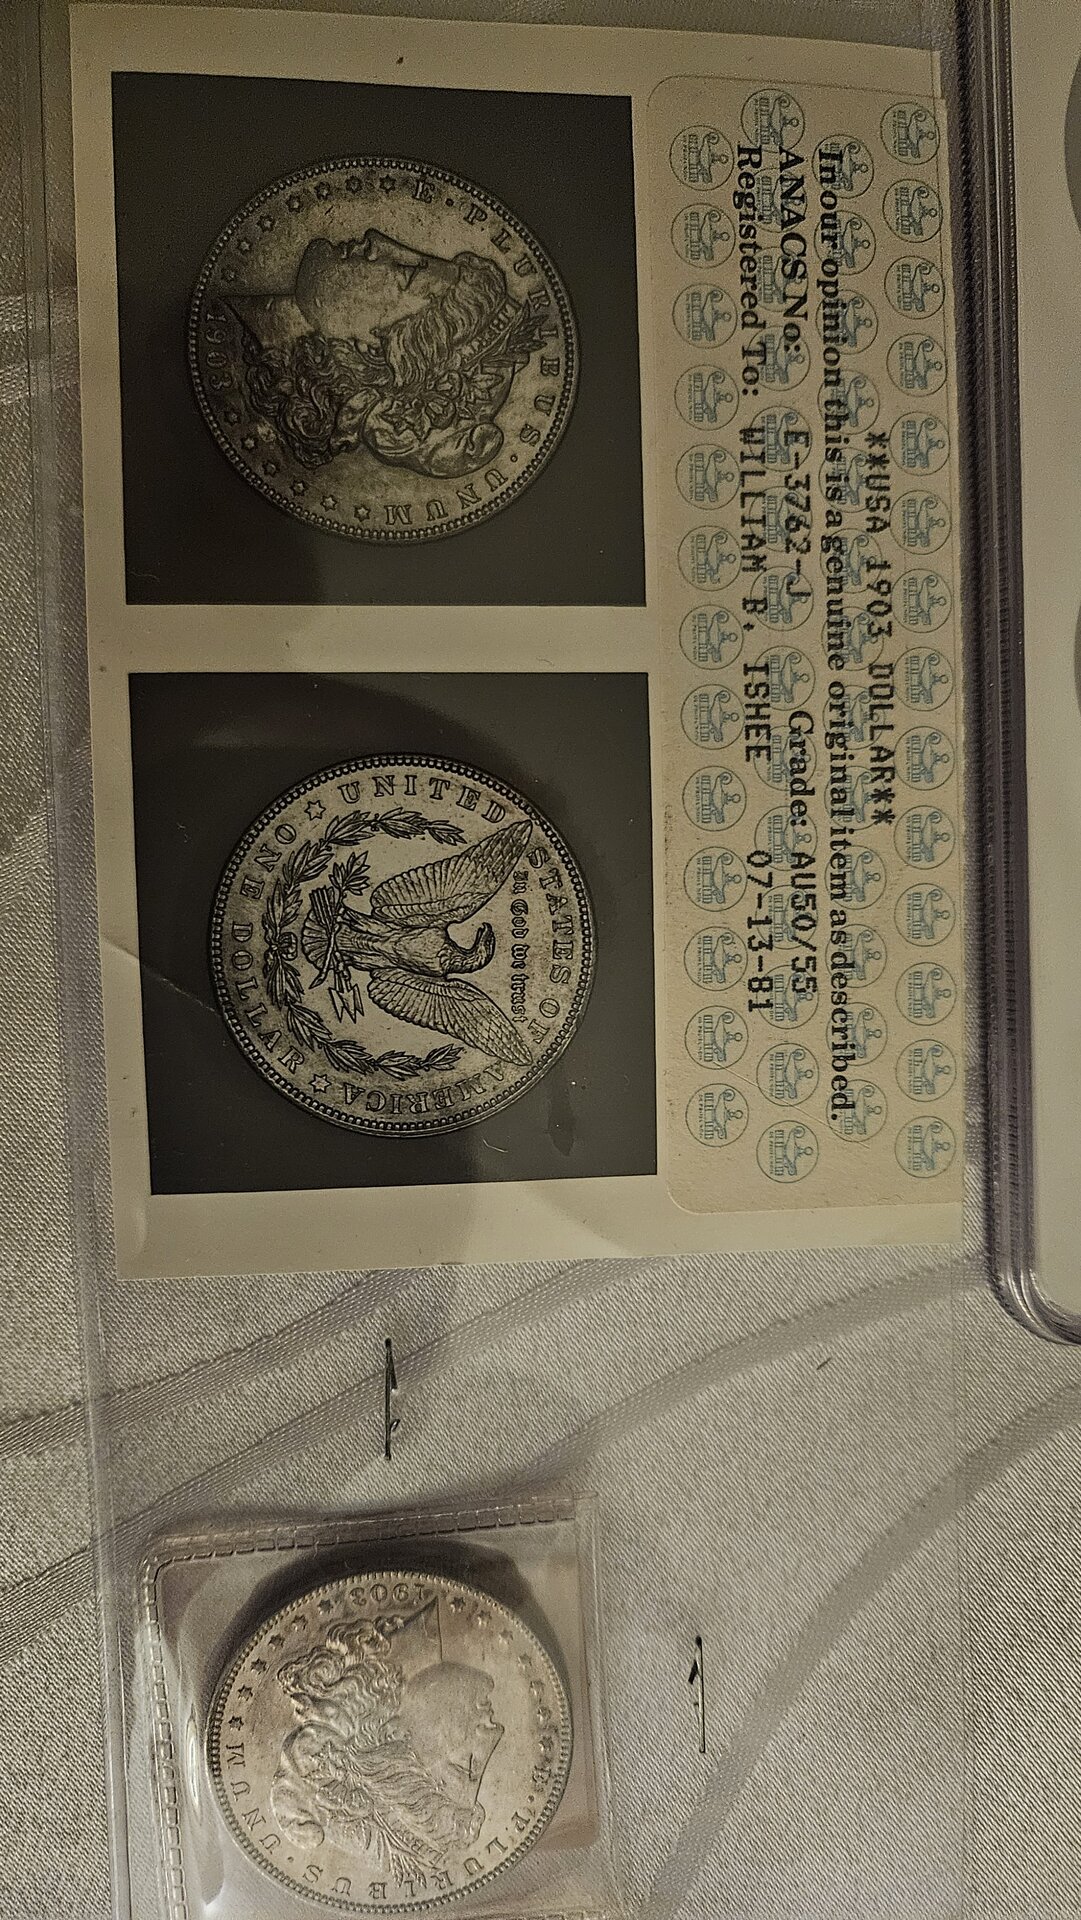 **USA 1903 DOLLAR**
In our opinion this is a genuine original item as described.
ANACS No: E-3762-J Grade: AU50/55
Registered To: WILLIAM B. ISHEE 07-13-81
E·PLURIBUS·UNUM
1903
UNITED STATES OF AMERICA
In God we trust
ONE DOLLAR
E·PLURIBUS·UNUM
1903